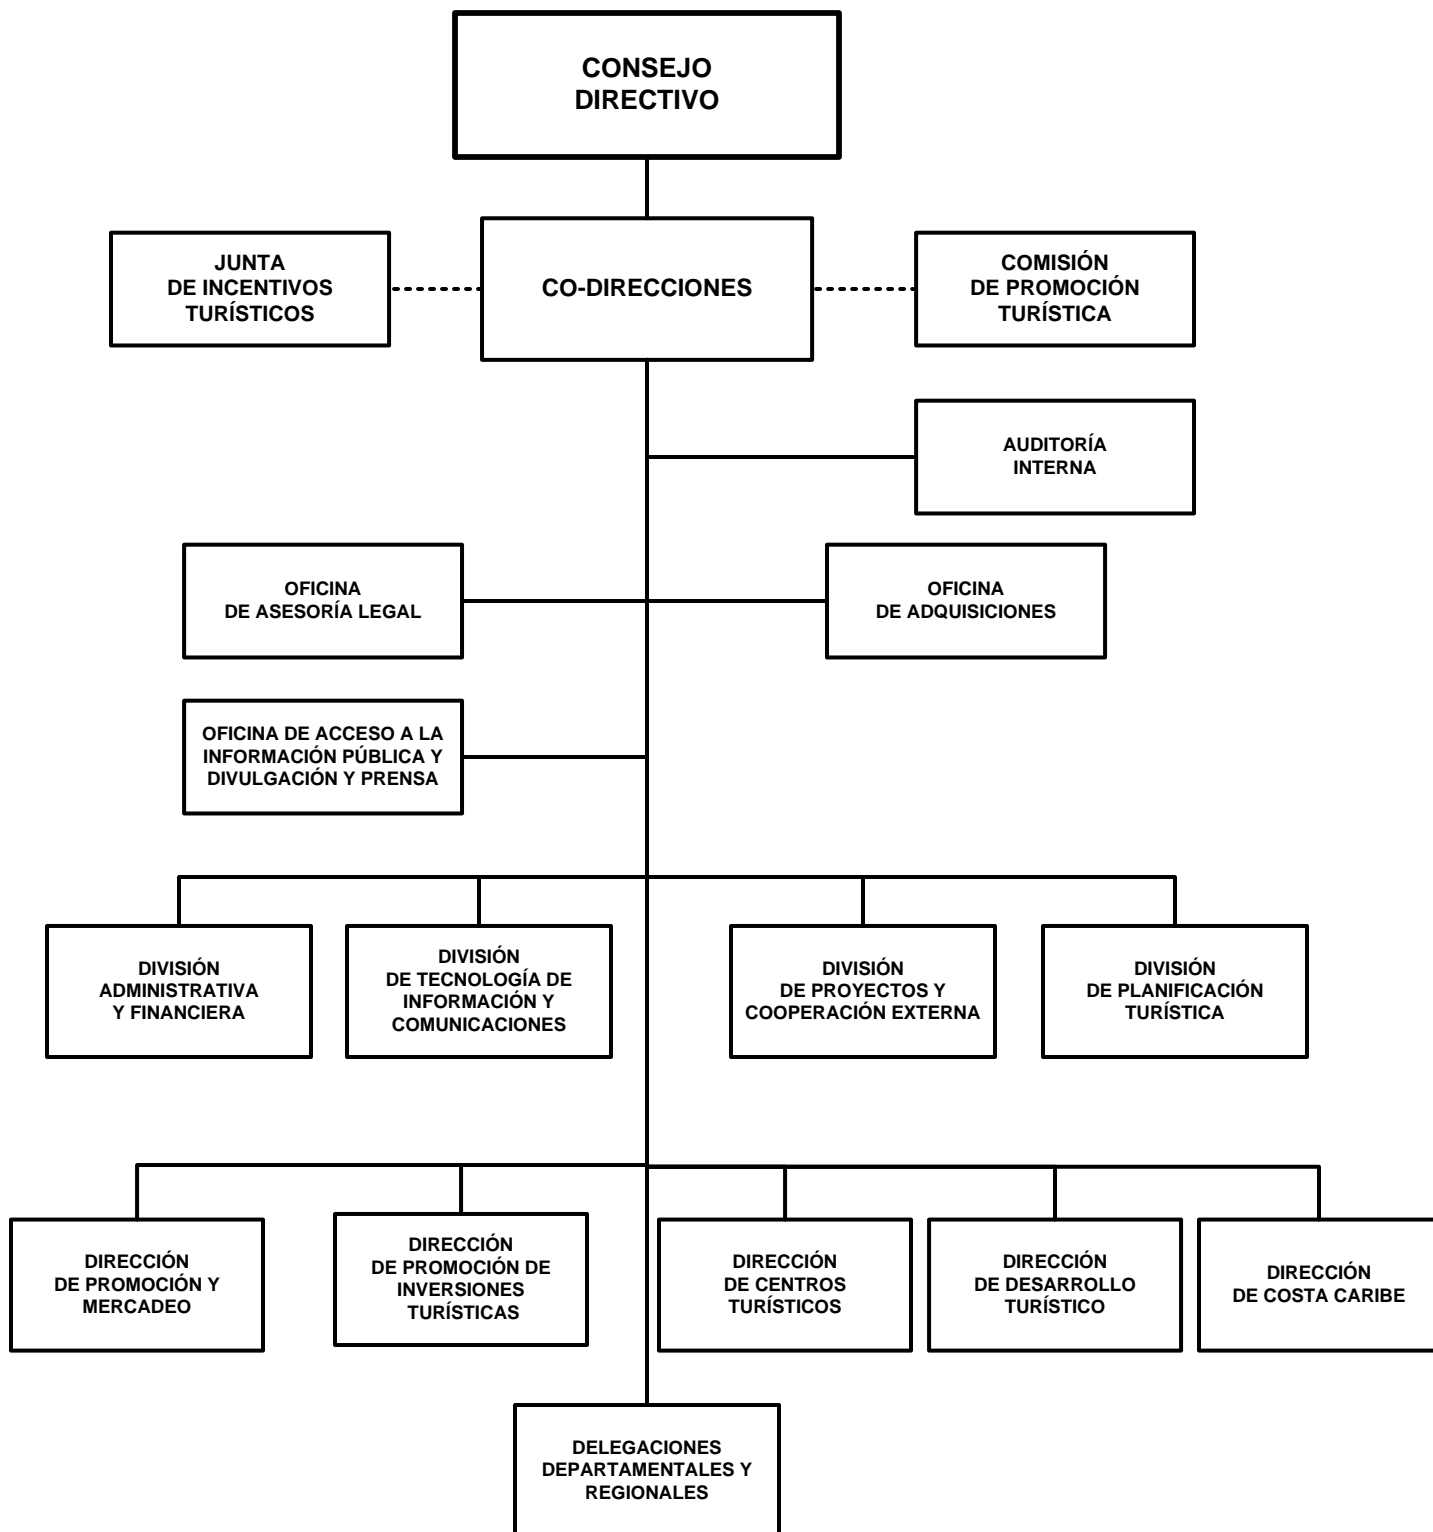 CONSEJO
DIRECTIVO
JUNTA
DE INCENTIVOS
TURÍSTICOS
CO-DIRECCIONES
COMISIÓN
DE PROMOCIÓN
TURÍSTICA
AUDITORÍA
INTERNA
OFICINA
DE ASESORÍA LEGAL
OFICINA
DE ADQUISICIONES
OFICINA DE ACCESO A LA
INFORMACIÓN PÚBLICA Y
DIVULGACIÓN Y PRENSA
DIVISIÓN
ADMINISTRATIVA
Y FINANCIERA
DIVISIÓN
DE TECNOLOGÍA DE
INFORMACIÓN Y
COMUNICACIONES
DIVISIÓN
DE PROYECTOS Y
COOPERACIÓN EXTERNA
DIVISIÓN
DE PLANIFICACIÓN
TURÍSTICA
DIRECCIÓN
DE PROMOCIÓN Y
MERCADEO
DIRECCIÓN
DE PROMOCIÓN DE
INVERSIONES
TURÍSTICAS
DIRECCIÓN
DE CENTROS
TURÍSTICOS
DIRECCIÓN
DE DESARROLLO
TURÍSTICO
DIRECCIÓN
DE COSTA CARIBE
DELEGACIONES
DEPARTAMENTALES Y
REGIONALES